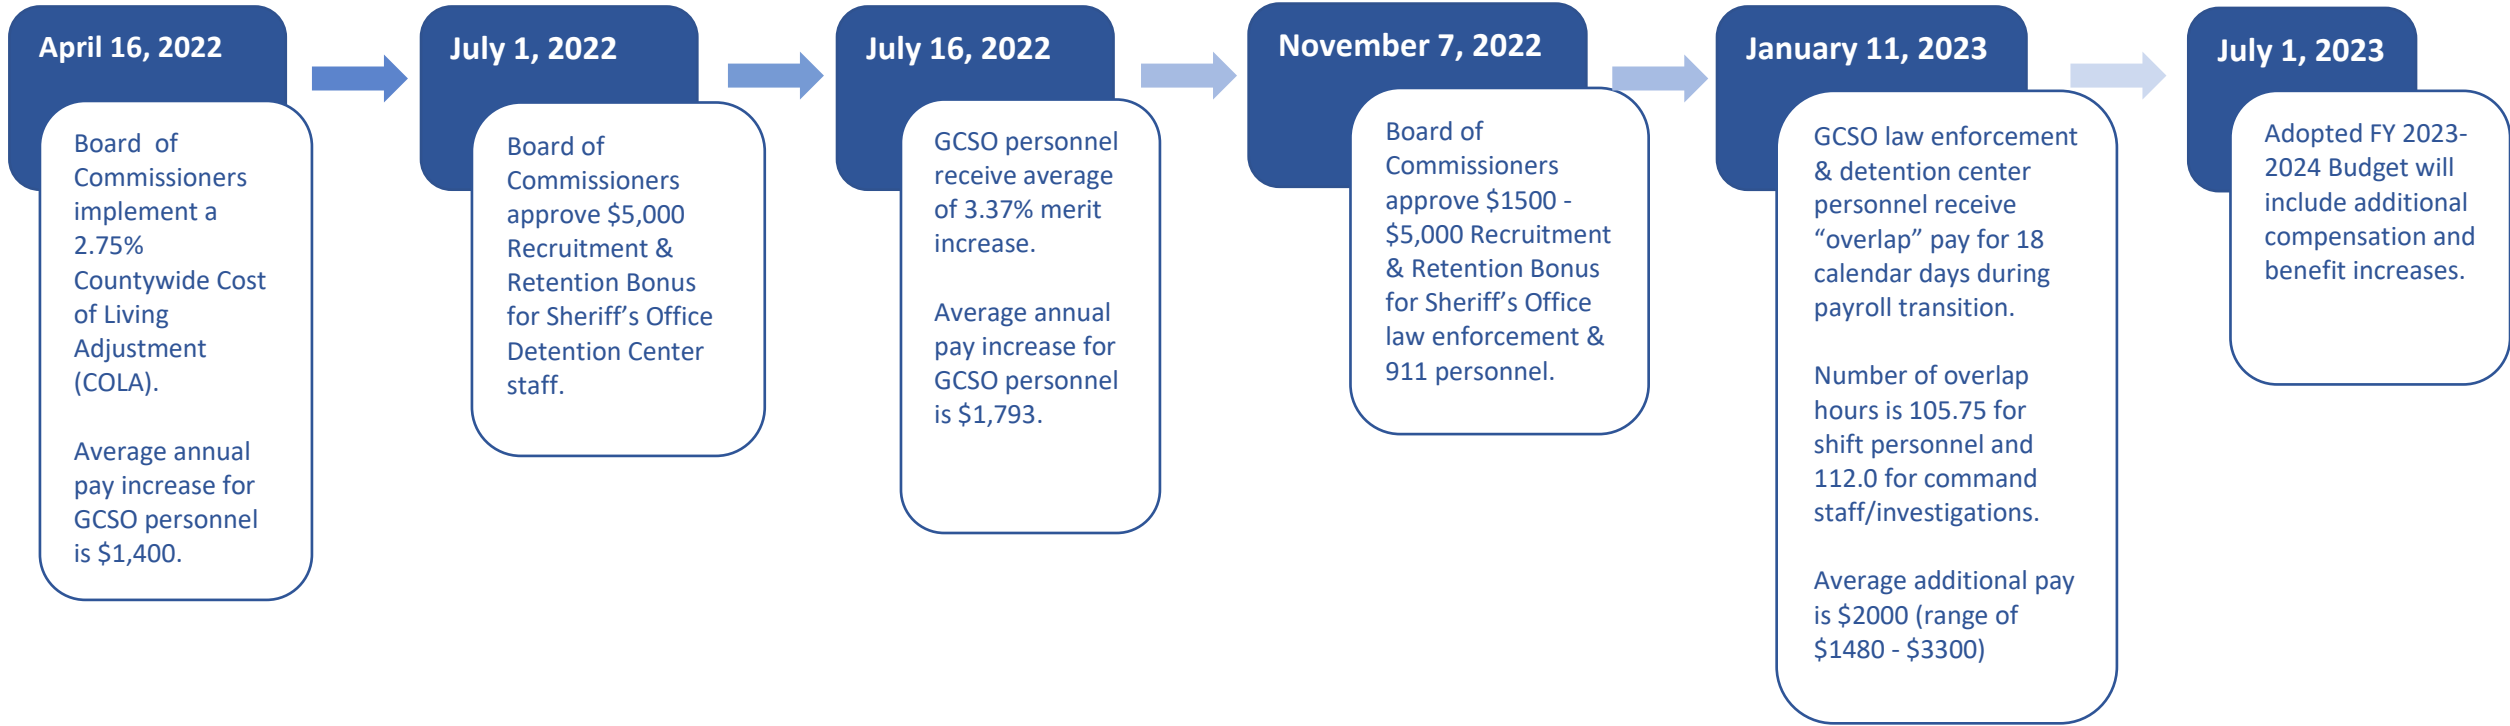 April 16, 2022
Board of
Commissioners
implement a
2.75%
Countywide Cost
of Living
Adjustment
(COLA).
Average annual
pay increase for
GCSO personnel
is $1,400.
July 1, 2022
Board of
Commissioners
approve $5,000
Recruitment &
Retention Bonus
for Sheriff’s Office
Detention Center
staff.
July 16, 2022
GCSO personnel
receive average
of 3.37% merit
increase.
Average annual
pay increase for
GCSO personnel
is $1,793.
November 7, 2022
Board of
Commissioners
approve $1500 -
$5,000 Recruitment
& Retention Bonus
for Sheriff’s Office
law enforcement &
911 personnel.
January 11, 2023
GCSO law enforcement
& detention center
personnel receive
“overlap” pay for 18
calendar days during
payroll transition.
Number of overlap
hours is 105.75 for
shift personnel and
112.0 for command
staff/investigations.
Average additional pay
is $2000 (range of
$1480 - $3300)
July 1, 2023
Adopted FY 2023-
2024 Budget will
include additional
compensation and
benefit increases.